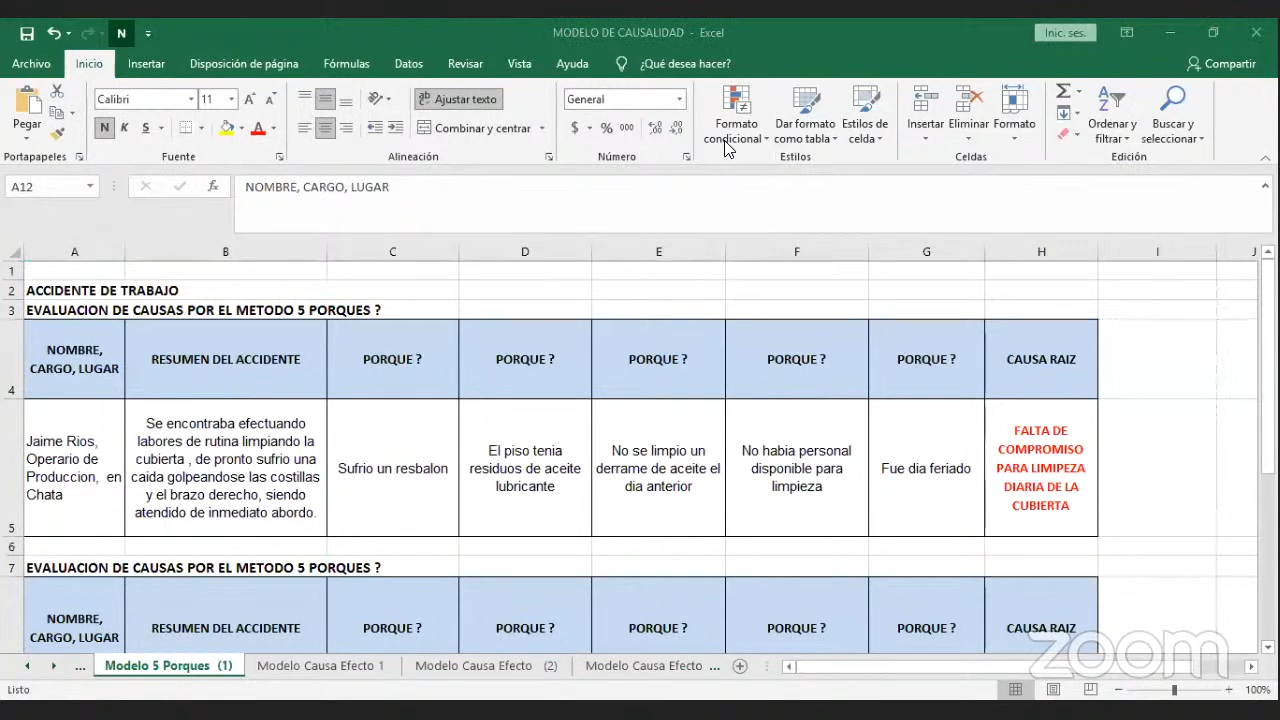 MODELO DE CAUSALIDAD - Excel
Inic. ses.
N
Archivo Inicio Insertar Disposición de página Fórmulas Datos Revisar Vista Ayuda ¿Qué desea hacer? Compartir
Pegar
Calibri 11
N K S
Ajustar texto
Combinar y centrar
General
$ % 000
Formato condicional
Dar formato como tabla
Estilos de celda
Insertar Eliminar Formato
Ordenar y filtrar
Buscar y seleccionar
Portapapeles Fuente Alineación Número Estilos Celdas Edición
A12 fx NOMBRE, CARGO, LUGAR
A B C D E F G H I J
1
2 ACCIDENTE DE TRABAJO
3 EVALUACION DE CAUSAS POR EL METODO 5 PORQUES ?
4
NOMBRE,
CARGO, LUGAR
RESUMEN DEL ACCIDENTE
PORQUE ?
PORQUE ?
PORQUE ?
PORQUE ?
PORQUE ?
CAUSA RAIZ
5
Jaime Rios,
Operario de
Produccion, en
Chata
Se encontraba efectuando
labores de rutina limpiando la
cubierta , de pronto sufrio una
caida golpeandose las costillas
y el brazo derecho, siendo
atendido de inmediato abordo.
Sufrio un resbalon
El piso tenia
residuos de aceite
lubricante
No se limpio un
derrame de aceite el
dia anterior
No habia personal
disponible para
limpieza
Fue dia feriado
FALTA DE
COMPROMISO
PARA LIMIPEZA
DIARIA DE LA
CUBIERTA
6
7 EVALUACION DE CAUSAS POR EL METODO 5 PORQUES ?
NOMBRE,
CARGO, LUGAR
RESUMEN DEL ACCIDENTE
PORQUE ?
PORQUE ?
PORQUE ?
PORQUE ?
PORQUE ?
CAUSA RAIZ
zoom
... Modelo 5 Porques (1) Modelo Causa Efecto 1 Modelo Causa Efecto (2) Modelo Causa Efecto ...
Listo 100%